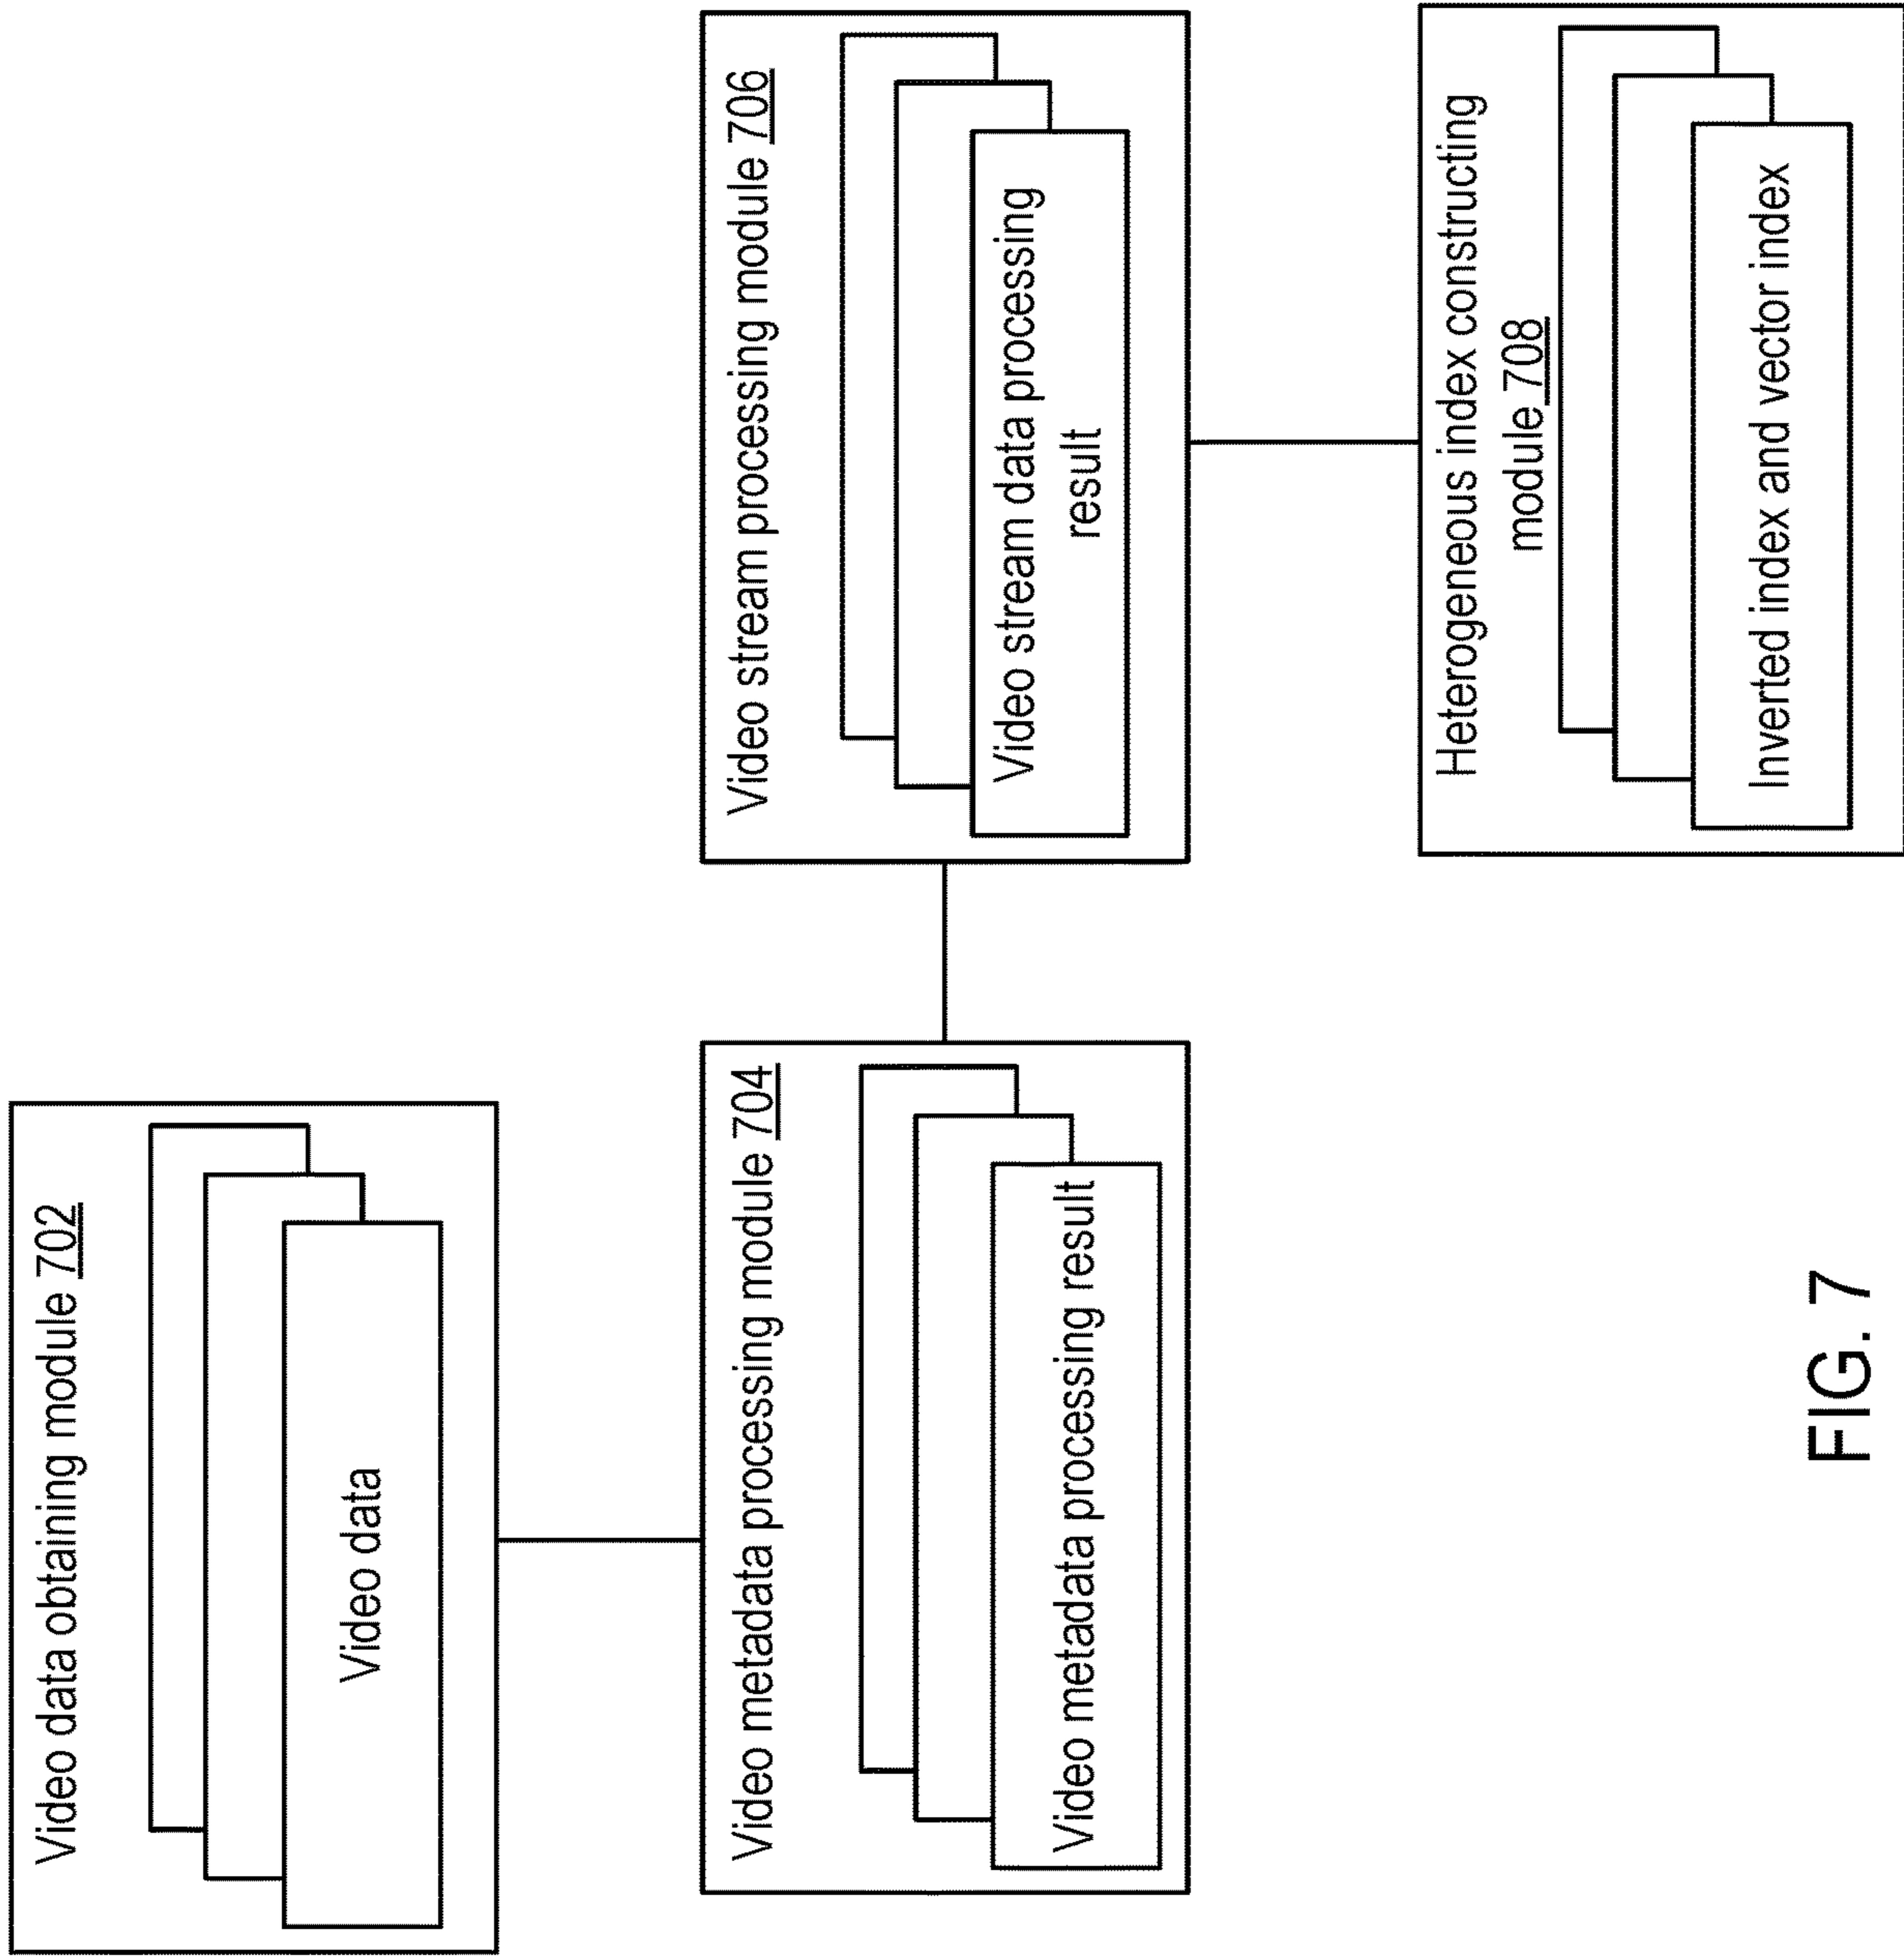 Video data obtaining module 702
Video data
Video metadata processing module 704
Video metadata processing result
Video stream processing module 706
Video stream data processing
result
Heterogeneous index constructing
module 708
Inverted index and vector index
FIG. 7